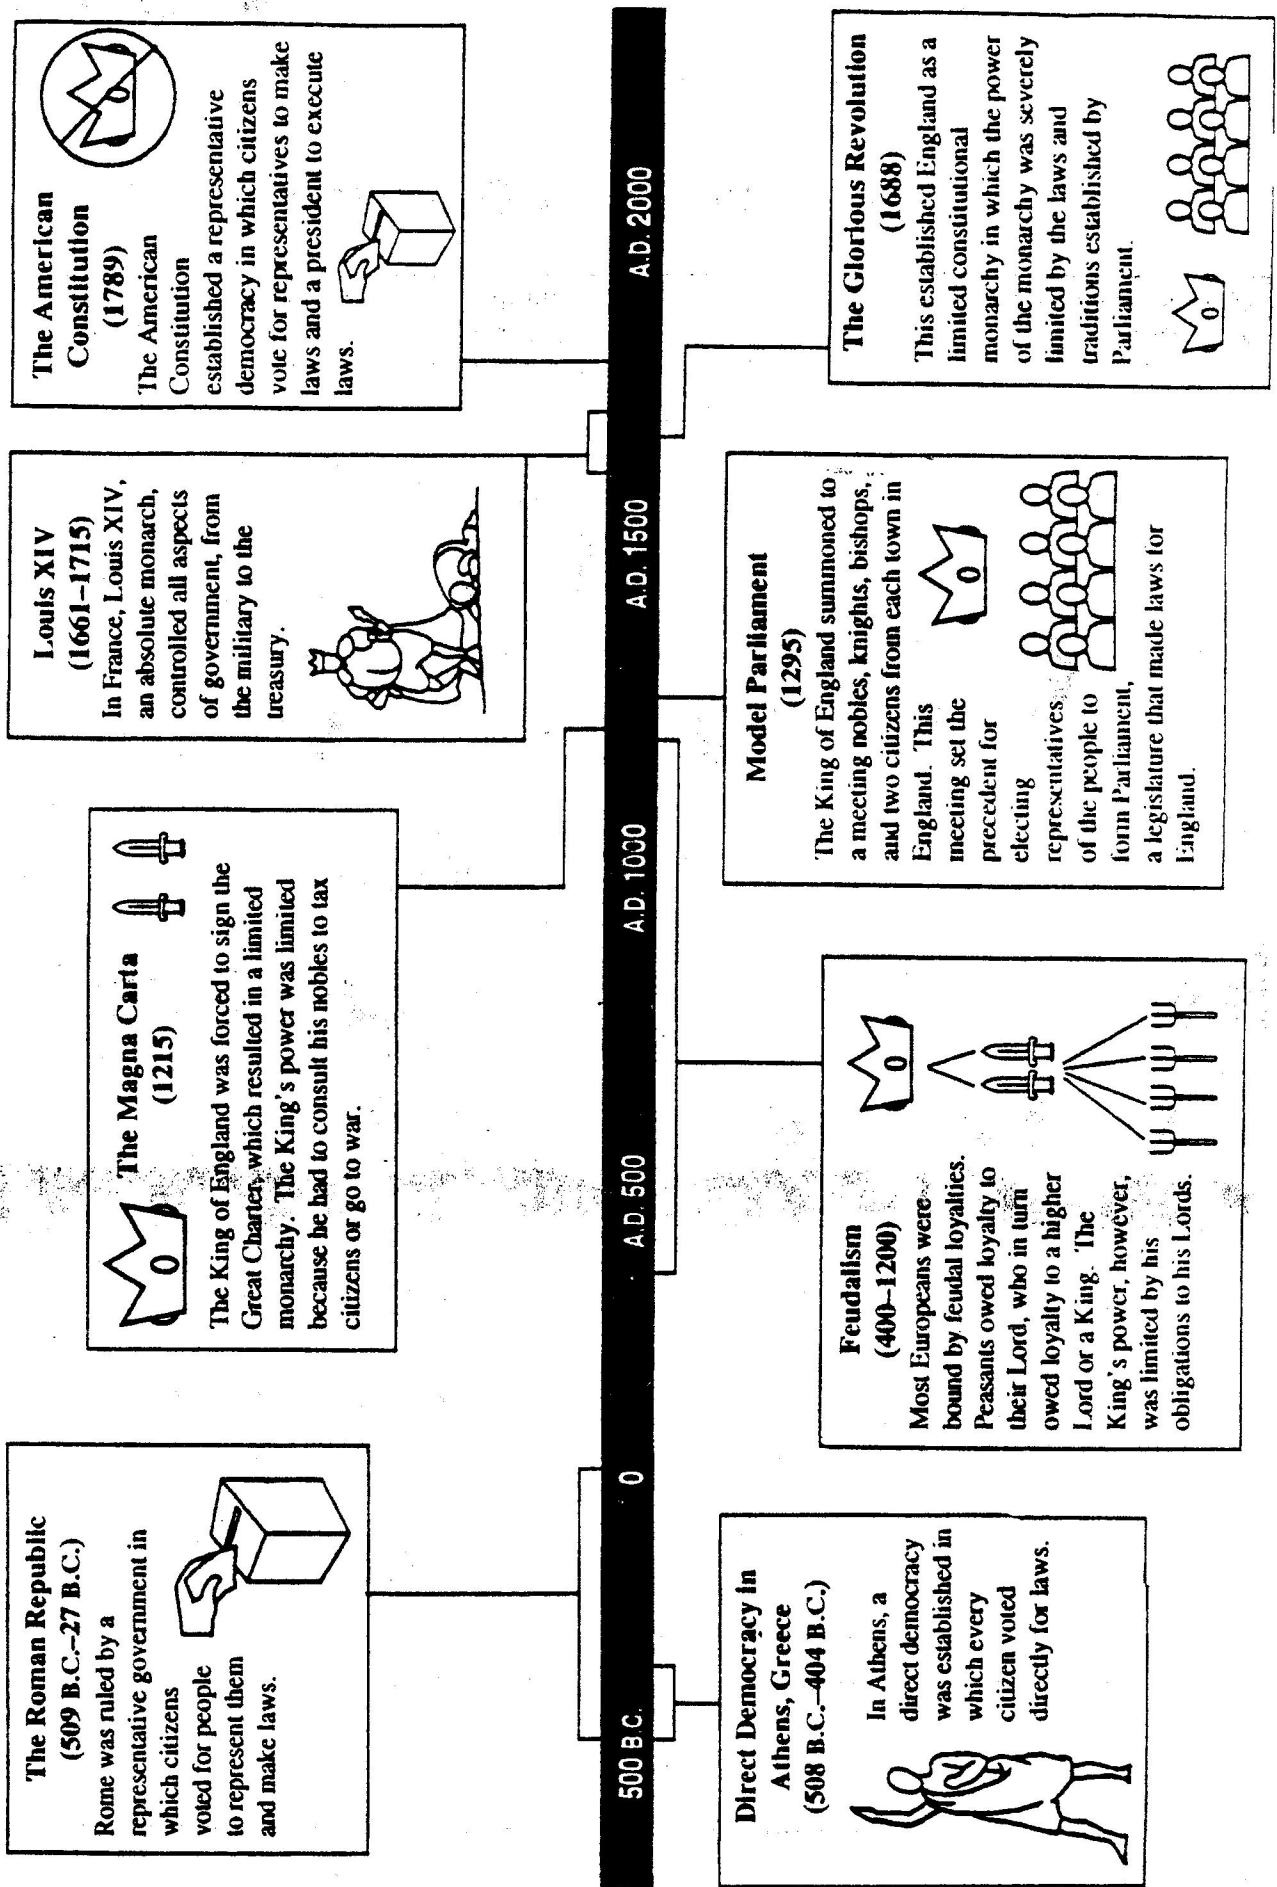 The Roman Republic
(509 B.C.–27 B.C.)
Rome was ruled by a
representative government in
which citizens
voted for people
to represent them
and make laws.
The Magna Carta
(1215)
The King of England was forced to sign the
Great Charter, which resulted in a limited
monarchy. The King's power was limited
because he had to consult his nobles to tax
citizens or go to war.
Louis XIV
(1661–1715)
In France, Louis XIV,
an absolute monarch,
controlled all aspects
of government, from
the military to the
treasury.
The American
Constitution
(1789)
The American
Constitution
established a representative
democracy in which citizens
vote for representatives to make
laws and a president to execute
laws.
500 B.C.
0
A.D. 500
A.D. 1000
A.D. 1500
A.D. 2000
Direct Democracy in
Athens, Greece
(508 B.C.–404 B.C.)
In Athens, a
direct democracy
was established in
which every
citizen voted
directly for laws.
Feudalism
(400–1200)
Most Europeans were
bound by feudal loyalties.
Peasants owed loyalty to
their Lord, who in turn
owed loyalty to a higher
Lord or a King. The
King's power, however,
was limited by his
obligations to his Lords.
Model Parliament
(1295)
The King of England summoned to
a meeting nobles, knights, bishops,
and two citizens from each town in
England. This
meeting set the
precedent for
electing
representatives
of the people to
form Parliament,
a legislature that made laws for
England.
The Glorious Revolution
(1688)
This established England as a
limited constitutional
monarchy in which the power
of the monarchy was severely
limited by the laws and
traditions established by
Parliament.